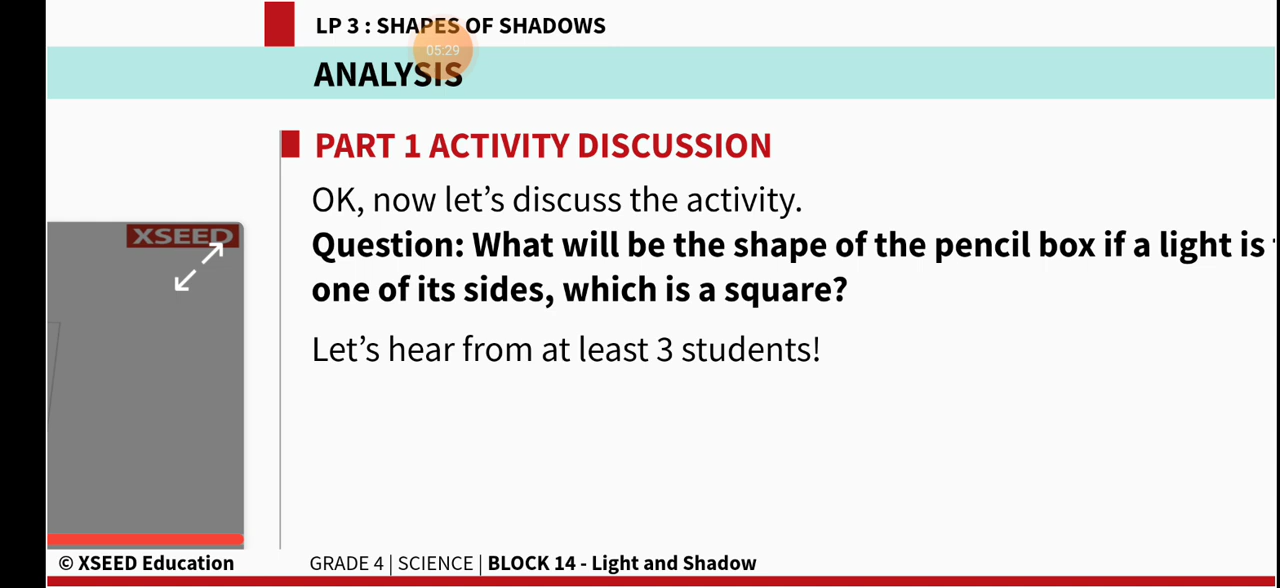 LP 3 : SHAPES OF SHADOWS
05:29
ANALYSIS
PART 1 ACTIVITY DISCUSSION
OK, now let's discuss the activity.
XSEED
Question: What will be the shape of the pencil box if a light is
one of its sides, which is a square?
Let's hear from at least 3 students!
© XSEED Education
GRADE 4 | SCIENCE | BLOCK 14 - Light and Shadow